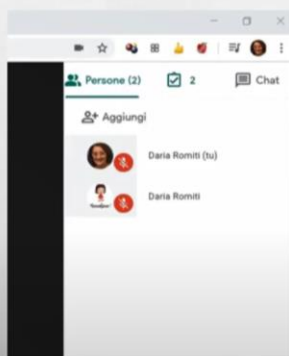 Persone (2) 2 Chat
Aggiungi
Daria Romiti (tu)
Daria Romiti